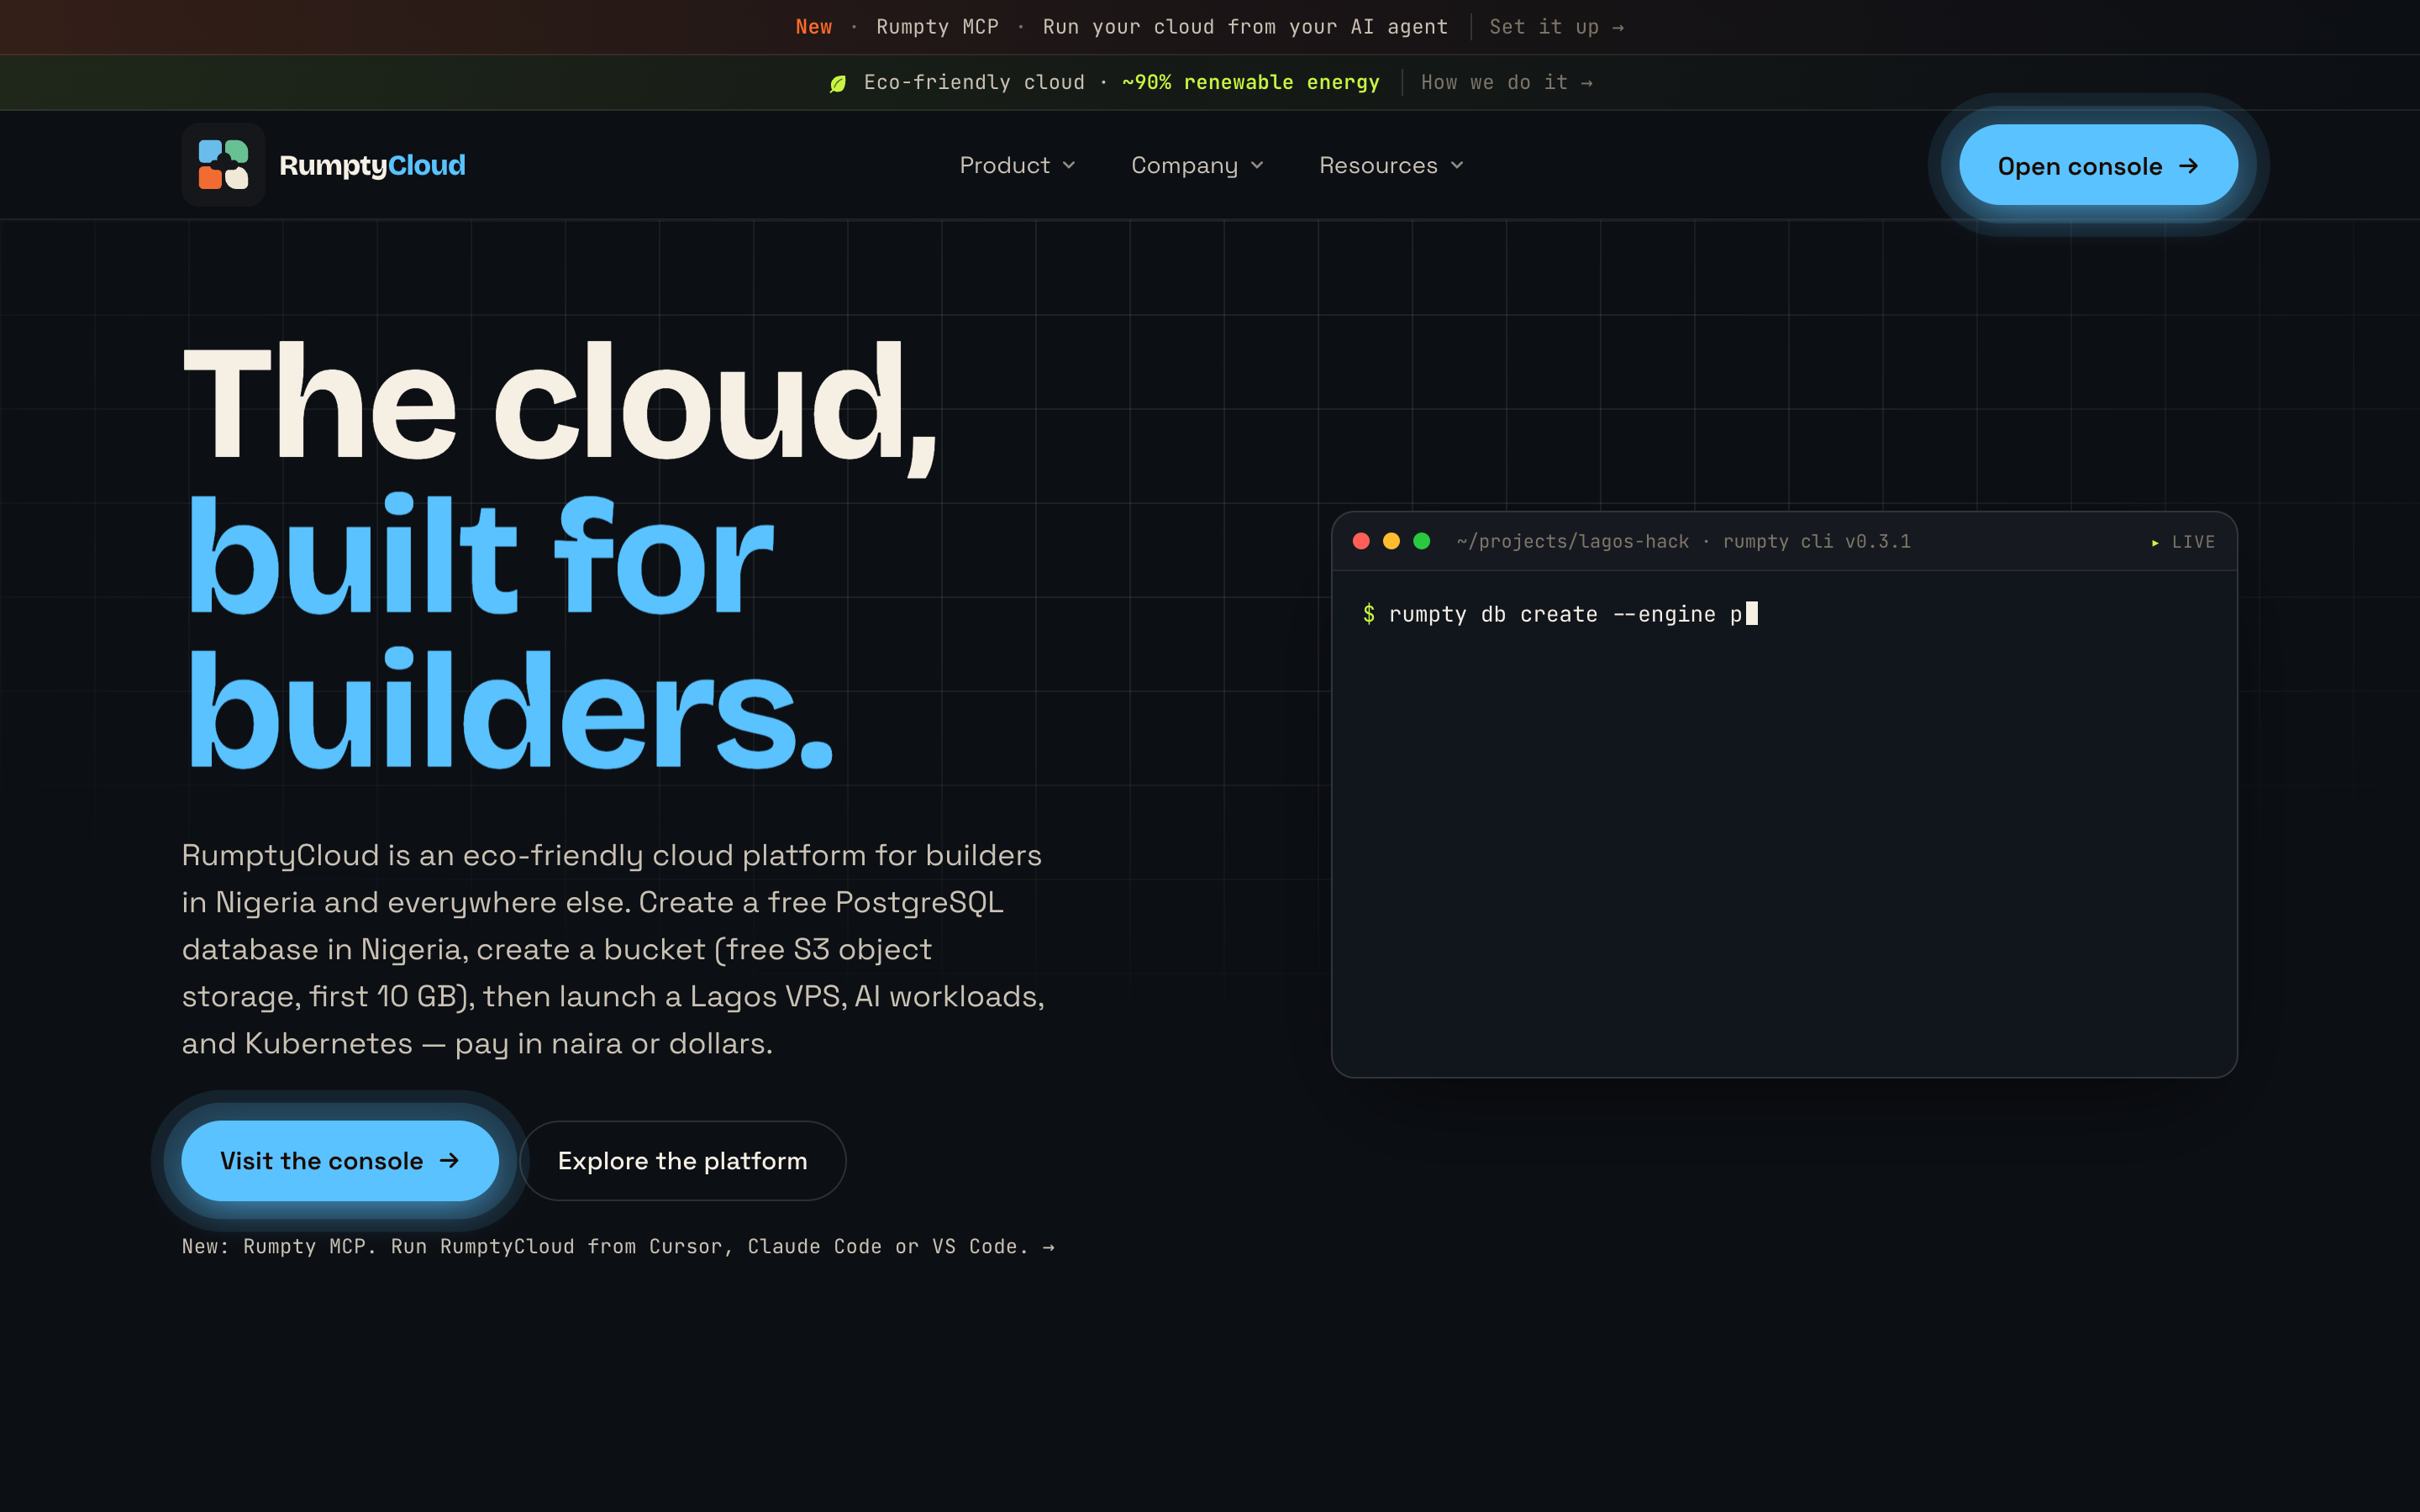 New · Rumpty MCP · Run your cloud from your AI agent Set it up →
Eco-friendly cloud · ~90% renewable energy How we do it →
RumptyCloud Product Company Resources Open console →
The cloud,
built for
builders.
RumptyCloud is an eco-friendly cloud platform for builders
in Nigeria and everywhere else. Create a free PostgreSQL
database in Nigeria, create a bucket (free S3 object
storage, first 10 GB), then launch a Lagos VPS, AI workloads,
and Kubernetes — pay in naira or dollars.
Visit the console → Explore the platform
New: Rumpty MCP. Run RumptyCloud from Cursor, Claude Code or VS Code. →
~/projects/lagos-hack · rumpty cli v0.3.1 ▸ LIVE
$ rumpty db create --engine p